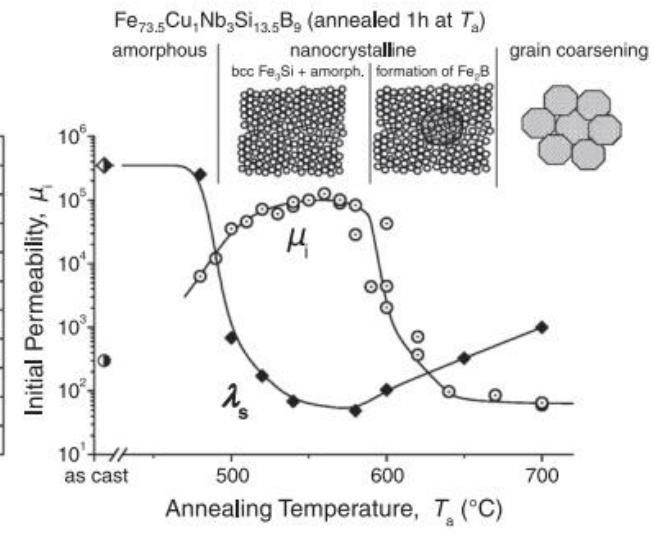 Fe73.5Cu1Nb3Si13.5B9 (annealed 1h at Ta)
amorphous nanocrystalline grain coarsening
bcc Fe3Si + amorph. formation of Fe2B
Initial Permeability, μi
10^6
10^5
10^4
10^3
10^2
10^1
μi
λs
as cast 500 600 700
Annealing Temperature, Ta (°C)